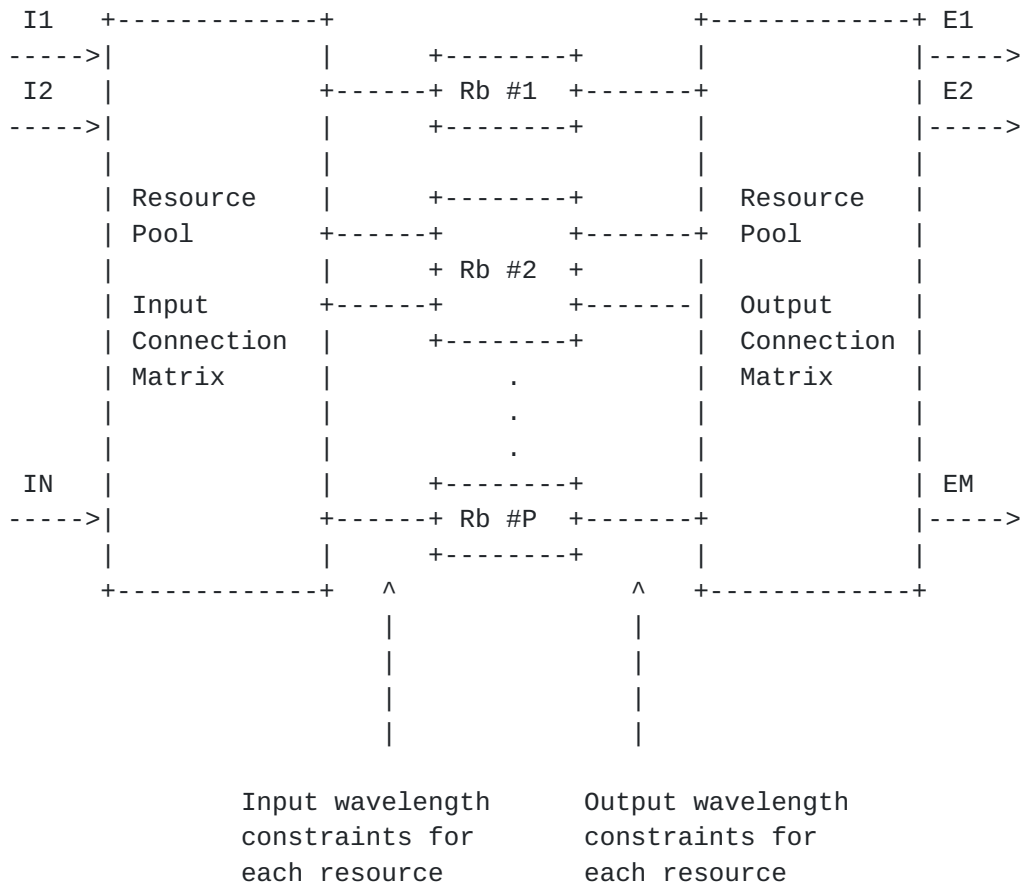 I1 E1
I2 Rb #1 E2
Resource Resource
Pool Pool
Rb #2
Input Output
Connection Connection
Matrix Matrix
.
.
.
IN EM
Rb #P
Input wavelength Output wavelength
constraints for constraints for
each resource each resource